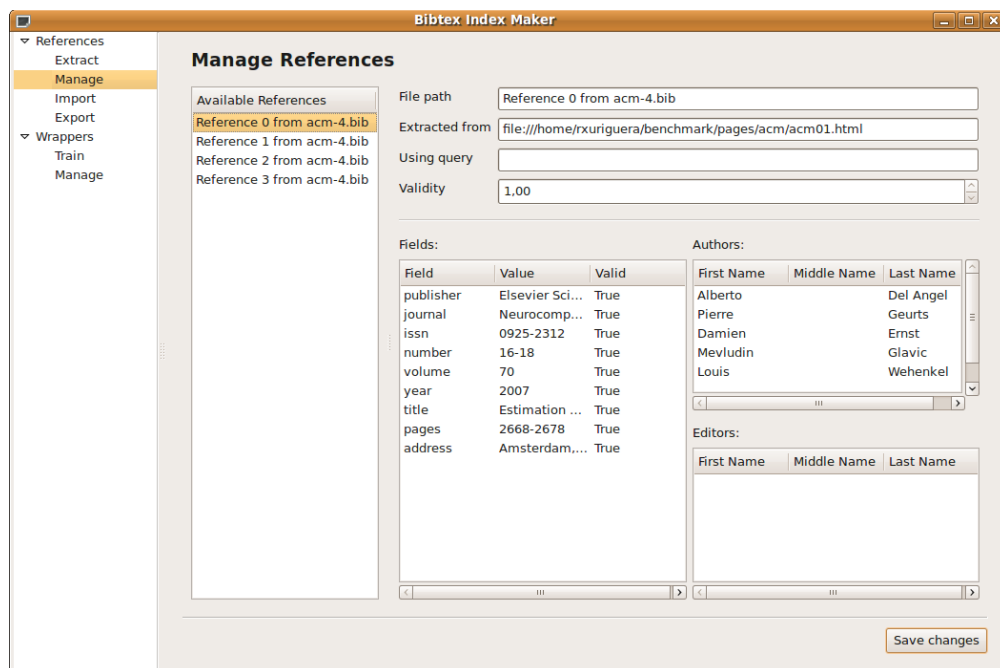 Bibtex Index Maker
References
Extract
Manage
Import
Export
Wrappers
Train
Manage
Manage References
Available References
Reference 0 from acm-4.bib
Reference 1 from acm-4.bib
Reference 2 from acm-4.bib
Reference 3 from acm-4.bib
File path Reference 0 from acm-4.bib
Extracted from file:///home/rxuriguera/benchmark/pages/acm/acm01.html
Using query
Validity 1,00
Fields:
Field Value Valid
publisher Elsevier Sci... True
journal Neurocomp... True
issn 0925-2312 True
number 16-18 True
volume 70 True
year 2007 True
title Estimation ... True
pages 2668-2678 True
address Amsterdam,... True
Authors:
First Name Middle Name Last Name
Alberto Del Angel
Pierre Geurts
Damien Ernst
Mevludin Glavic
Louis Wehenkel
Editors:
First Name Middle Name Last Name
Save changes